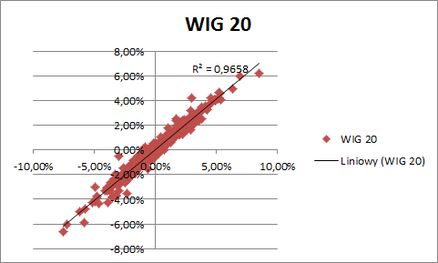 WIG 20
8,00%
R² = 0,9658
6,00%
4,00%
2,00%
0,00%
-10,00% -5,00% 0,00% 5,00% 10,00%
-2,00%
-4,00%
-6,00%
-8,00%
WIG 20
Liniowy (WIG 20)